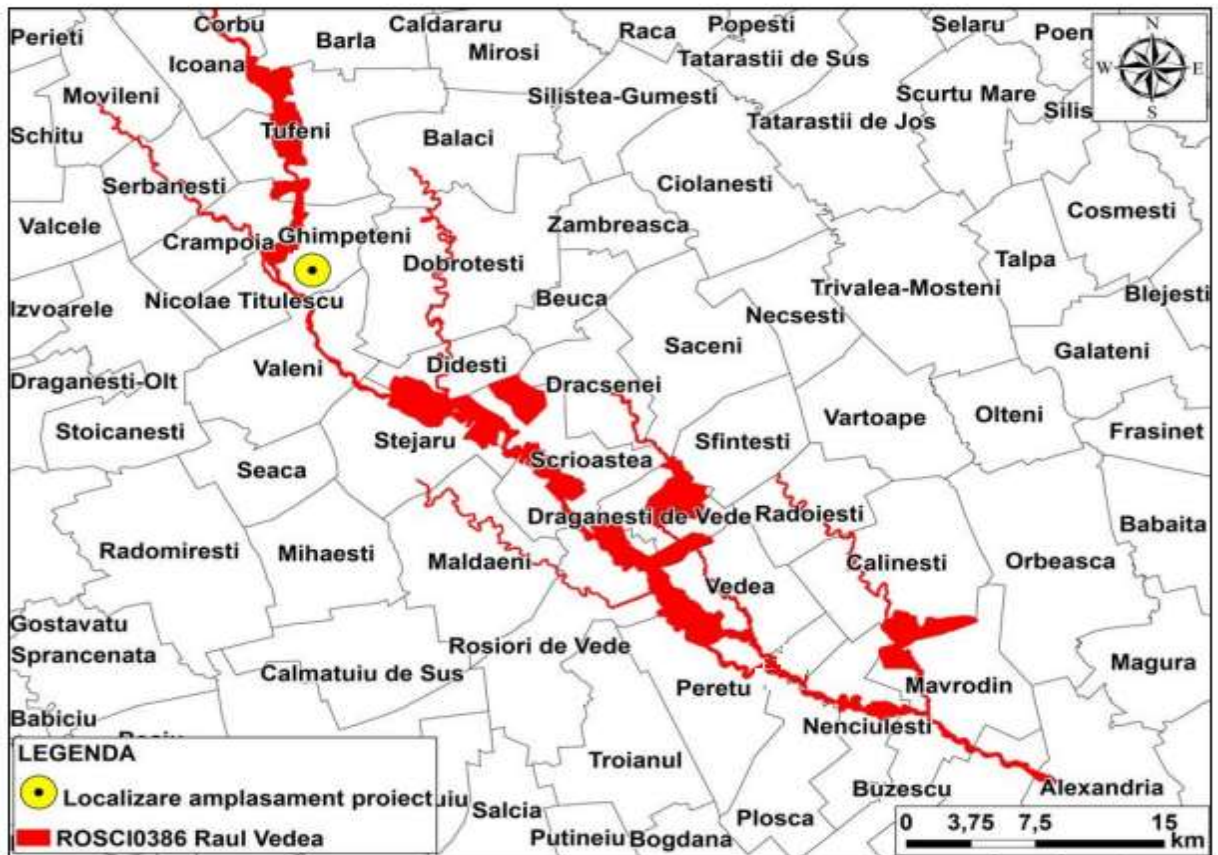 Corbu
Caldararu
Raca
Popesti
Selaru
N
Perieti
Barla
Mirosi
Tatarastii de Sus
Poen
Icoana
W
E
Movileni
Silistea-Gumesti
Scurtu Mare
Silis
S
Schitu
Tufeni
Balaci
Tatarastii de Jos
Serbanesti
Ciolanesti
Valcele
Zambreasca
Cosmesti
Crampoia
Ghimpeteni
Dobrotesti
Talpa
Izvoarele
Nicolae Titulescu
Beuca
Trivalea-Mosteni
Blejesti
Necsesti
Saceni
Galateni
Valeni
Didesti
Draganesti-Olt
Dracsenei
Vartoape
Olteni
Stoicanesti
Stejaru
Sfintesti
Frasinet
Seaca
Scrioastea
Draganesti de Vede
Radoiesti
Babaita
Radomiresti
Mihaesti
Maldaeni
Calinesti
Orbeasca
Vedea
Gostavatu
Rosiori de Vede
Sprancenata
Calmatuiu de Sus
Magura
Peretu
Mavrodin
Babiciu
Nenciulesti
LEGENDA
Troianul
Localizare amplasament proiectuiu
Salcia
Buzescu
Alexandria
Plosca
ROSCI0386 Raul Vedea
Putineiu
Bogdana
0 3,75 7,5 15
km